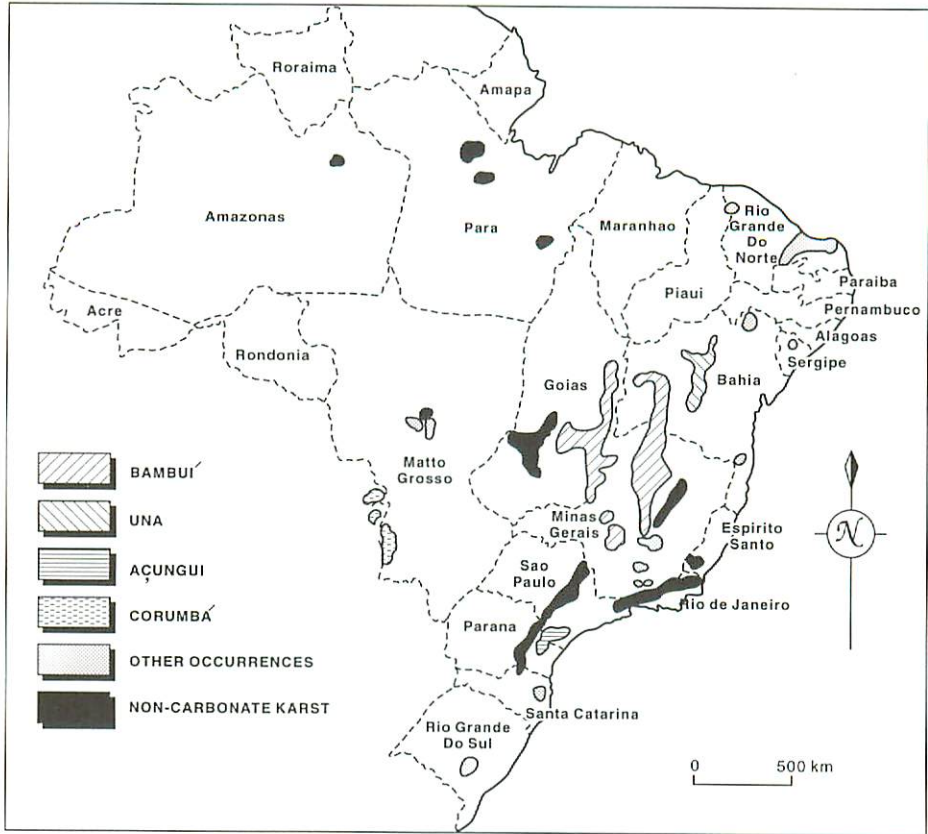 Roraima
Amapa
Amazonas
Para
Maranhao
Rio
Grande
Do
Norte
Paraiba
Piaui
Pernambuco
Acre
Alagoas
Rondonia
Sergipe
Goias
Bahia
Matto
Grosso
Minas
Gerais
Espirito
Santo
Sao
Paulo
Rio de Janeiro
Parana
Santa Catarina
Rio Grande
Do Sul
BAMBUI´
UNA
AÇUNGUI
CORUMBA´
OTHER OCCURRENCES
NON-CARBONATE KARST
N
0 500 km